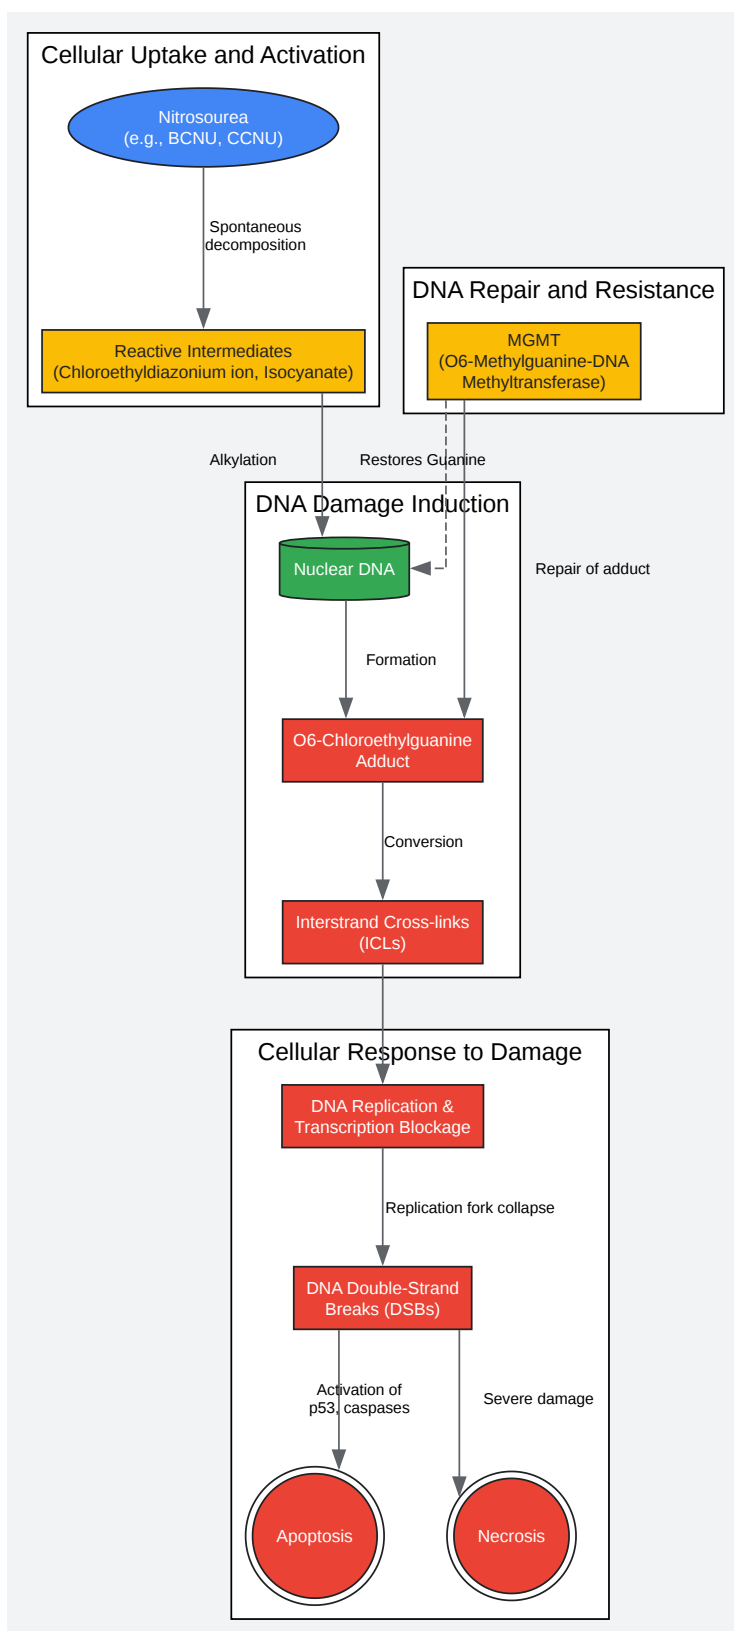 Cellular Uptake and Activation
Nitrosourea
(e.g., BCNU, CCNU)
Spontaneous
decomposition
Reactive Intermediates
(Chloroethyldiazonium ion, Isocyanate)
DNA Repair and Resistance
MGMT
(O6-Methylguanine-DNA
Methyltransferase)
Alkylation
Restores Guanine
DNA Damage Induction
Nuclear DNA
Repair of adduct
Formation
O6-Chloroethylguanine
Adduct
Conversion
Interstrand Cross-links
(ICLs)
Cellular Response to Damage
DNA Replication &
Transcription Blockage
Replication fork collapse
DNA Double-Strand
Breaks (DSBs)
Activation of
p53, caspases
Severe damage
Apoptosis
Necrosis